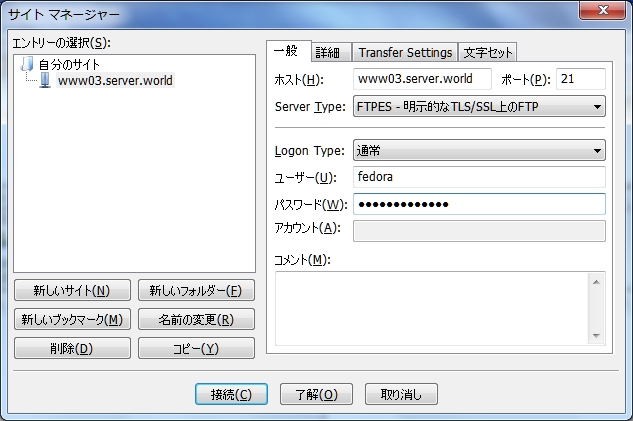 サイト マネージャー
エントリーの選択(S):
自分のサイト
www03.server.world
新しいサイト(N)
新しいフォルダー(F)
新しいブックマーク(M)
名前の変更(R)
削除(D)
コピー(Y)
一般
詳細
Transfer Settings
文字セット
ホスト(H):
www03.server.world
ポート(P):
21
Server Type:
FTPES - 明示的なTLS/SSL上のFTP
Logon Type:
通常
ユーザー(U):
fedora
パスワード(W):
●●●●●●●●●●●●●
アカウント(A):
コメント(M):
接続(C)
了解(O)
取り消し